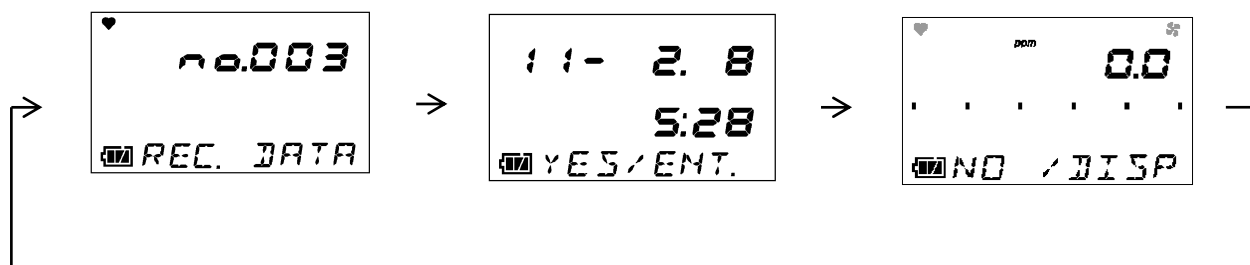 no.003
REC. DATA
11- 2. 8
5:28
YES/ENT.
ppm
0.0
NO /DISP